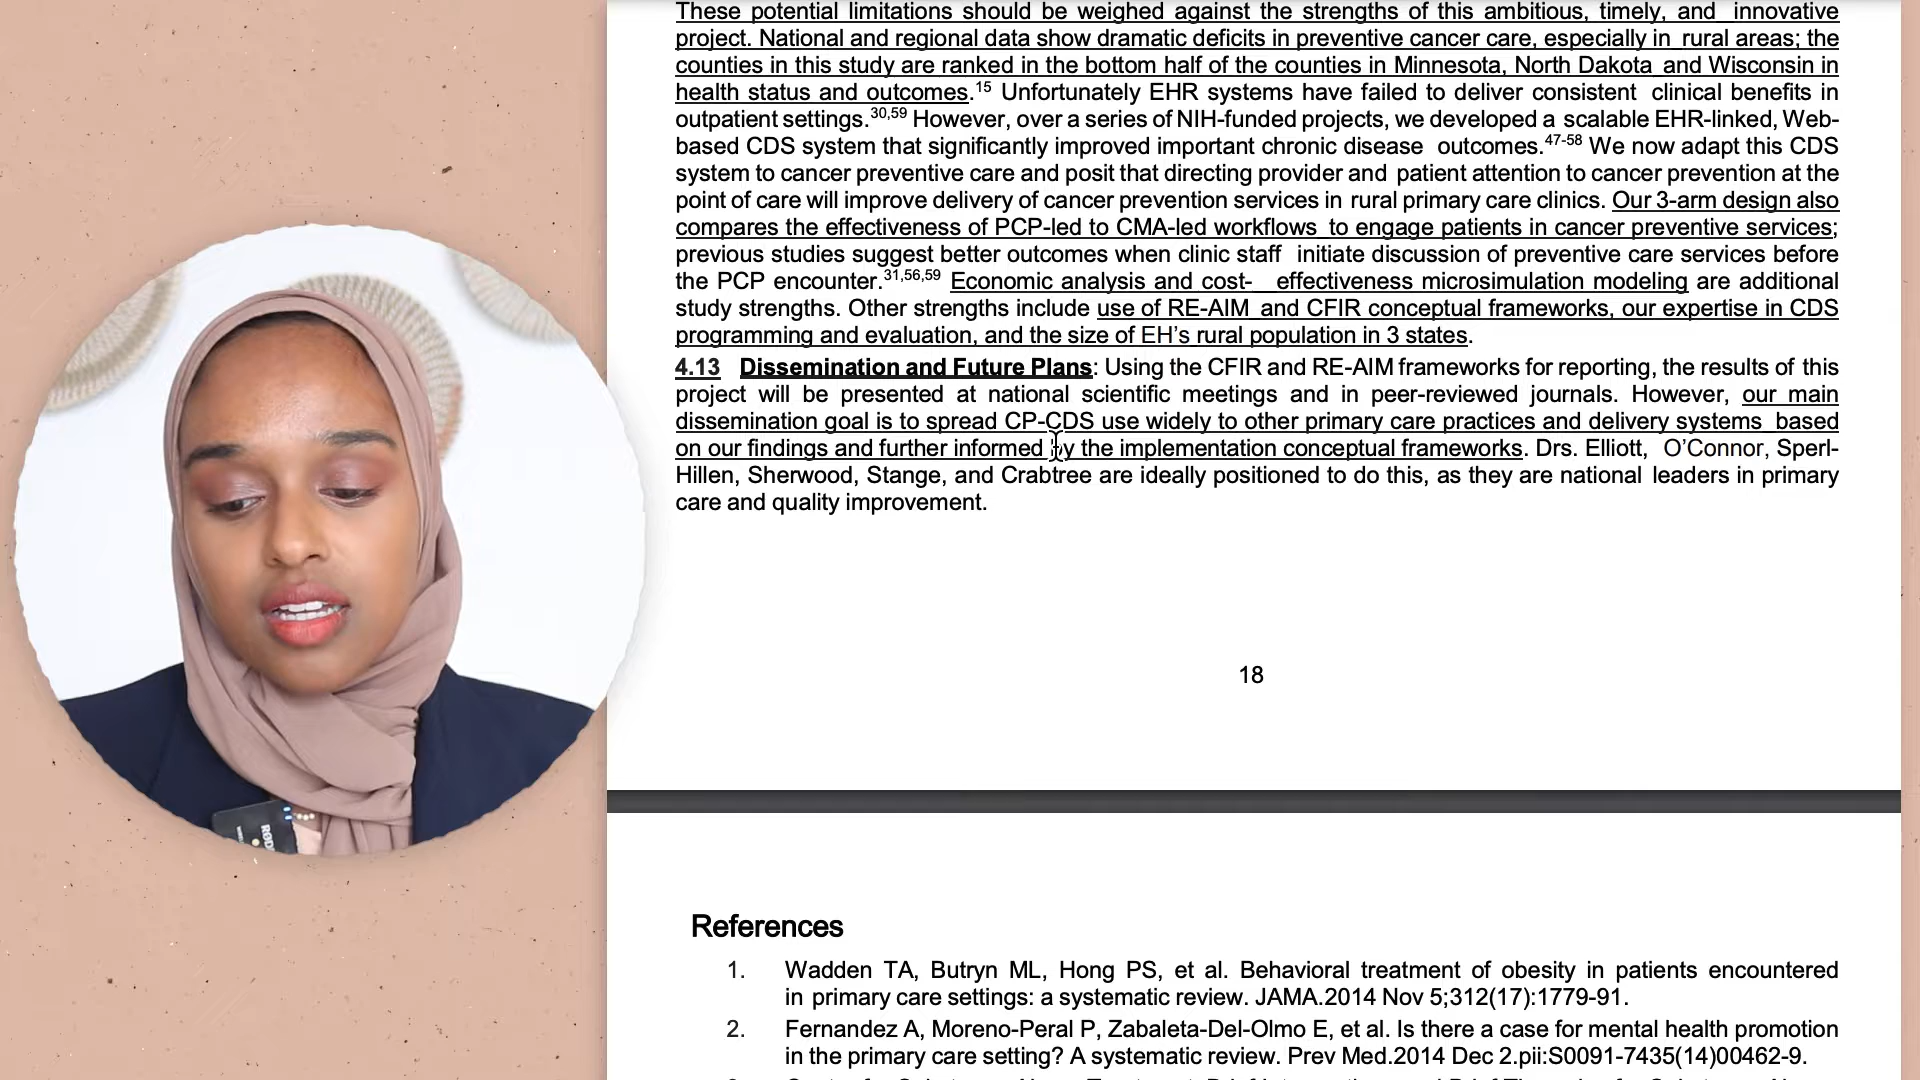 These potential limitations should be weighed against the strengths of this ambitious, timely, and innovative
project. National and regional data show dramatic deficits in preventive cancer care, especially in rural areas; the
counties in this study are ranked in the bottom half of the counties in Minnesota, North Dakota and Wisconsin in
health status and outcomes.15 Unfortunately EHR systems have failed to deliver consistent clinical benefits in
outpatient settings.30,59 However, over a series of NIH-funded projects, we developed a scalable EHR-linked, Web-
based CDS system that significantly improved important chronic disease outcomes.47-58 We now adapt this CDS
system to cancer preventive care and posit that directing provider and patient attention to cancer prevention at the
point of care will improve delivery of cancer prevention services in rural primary care clinics. Our 3-arm design also
compares the effectiveness of PCP-led to CMA-led workflows to engage patients in cancer preventive services;
previous studies suggest better outcomes when clinic staff initiate discussion of preventive care services before
the PCP encounter.31,56,59 Economic analysis and cost- effectiveness microsimulation modeling are additional
study strengths. Other strengths include use of RE-AIM and CFIR conceptual frameworks, our expertise in CDS
programming and evaluation, and the size of EH's rural population in 3 states.
4.13 Dissemination and Future Plans: Using the CFIR and RE-AIM frameworks for reporting, the results of this
project will be presented at national scientific meetings and in peer-reviewed journals. However, our main
dissemination goal is to spread CP-CDS use widely to other primary care practices and delivery systems based
on our findings and further informed by the implementation conceptual frameworks. Drs. Elliott, O'Connor, Sperl-
Hillen, Sherwood, Stange, and Crabtree are ideally positioned to do this, as they are national leaders in primary
care and quality improvement.
18
References
1. Wadden TA, Butryn ML, Hong PS, et al. Behavioral treatment of obesity in patients encountered
in primary care settings: a systematic review. JAMA.2014 Nov 5;312(17):1779-91.
2. Fernandez A, Moreno-Peral P, Zabaleta-Del-Olmo E, et al. Is there a case for mental health promotion
in the primary care setting? A systematic review. Prev Med.2014 Dec 2.pii:S0091-7435(14)00462-9.